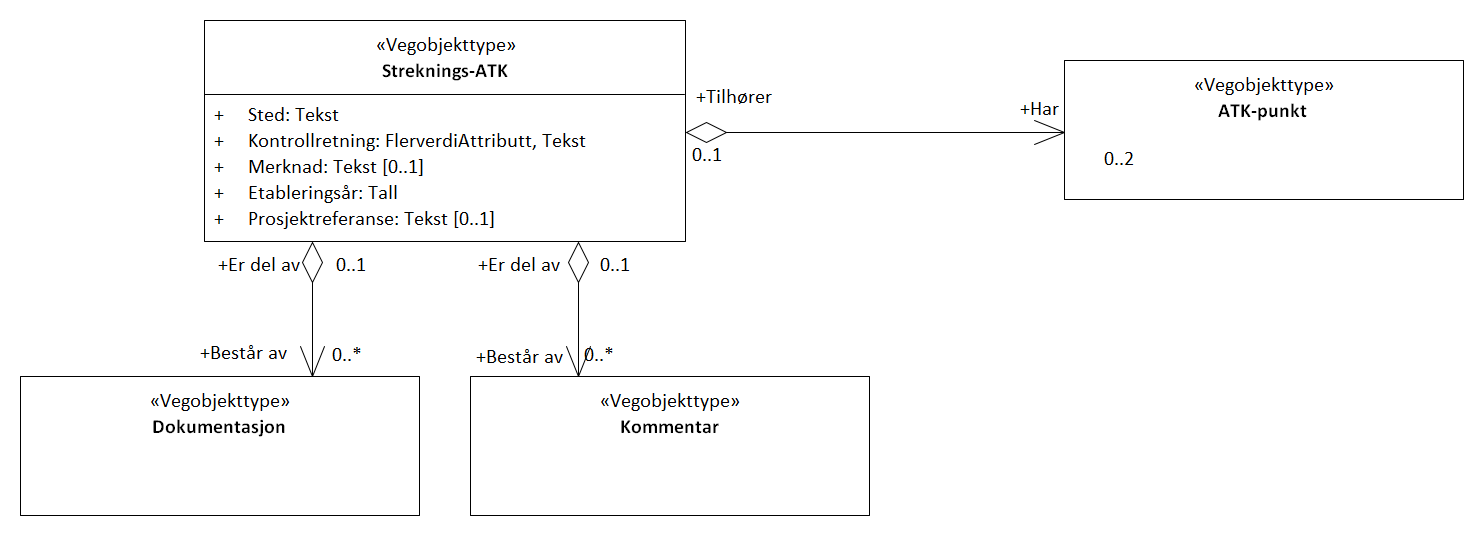 «Vegobjekttype»
Streknings-ATK
+ Sted: Tekst
+ Kontrollretning: FlerverdiAttributt, Tekst
+ Merknad: Tekst [0..1]
+ Etableringsår: Tall
+ Prosjektreferanse: Tekst [0..1]
+Tilhører
0..1
+Har
«Vegobjekttype»
ATK-punkt
0..2
+Er del av
0..1
+Er del av
0..1
+Består av
0..*
+Består av
0..*
«Vegobjekttype»
Dokumentasjon
«Vegobjekttype»
Kommentar